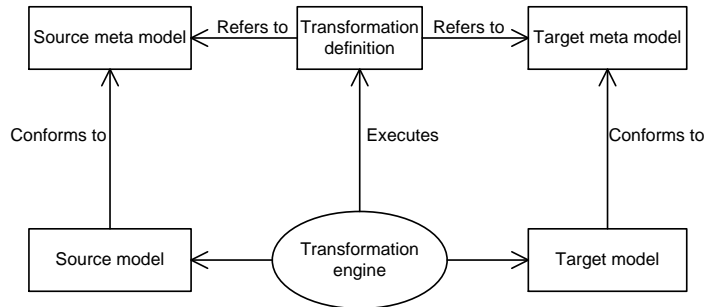 Source meta model
Refers to
Transformation
definition
Refers to
Target meta model
Conforms to
Executes
Conforms to
Source model
Transformation
engine
Target model